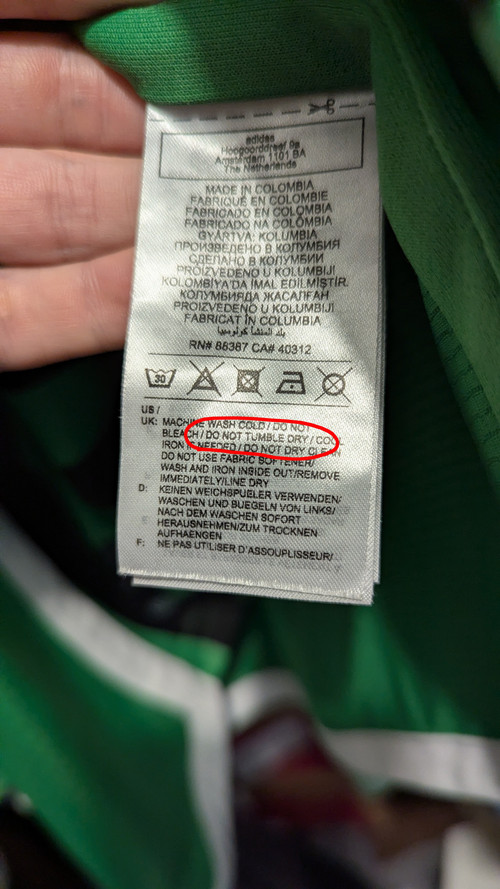 adidas
Hoogoorddreef 9a
Amsterdam 1101 BA
The Netherlands
MADE IN COLOMBIA
FABRIQUÉ EN COLOMBIE
FABRICADO EN COLOMBIA
FABRICADO NA COLÔMBIA
GYÁRTVA: KOLUMBIA
ПРОИЗВЕДЕНО В КОЛУМБИЯ
СДЕЛАНО В КОЛУМБИИ
PROIZVEDENO U KOLUMBIJI
KOLOMBİYA'DA İMAL EDİLMİŞTİR.
КОЛУМБИЯДА ЖАСАЛҒАН
PROIZVEDENO U KOLUMBIJI
FABRICAT ÎN COLUMBIA
بلد المنشأ كولومبيا
RN# 88387 CA# 40312
30
US /
UK: MACHINE WASH COLD / DO NOT
BLEACH / DO NOT TUMBLE DRY / COOL
IRON IF NEEDED / DO NOT DRY CLEAN
DO NOT USE FABRIC SOFTENER/
WASH AND IRON INSIDE OUT/REMOVE
IMMEDIATELY/LINE DRY
D: KEINEN WEICHSPUELER VERWENDEN/
WASCHEN UND BUEGELN VON LINKS/
NACH DEM WASCHEN SOFORT
HERAUSNEHMEN/ZUM TROCKNEN
AUFHAENGEN
F: NE PAS UTILISER D'ASSOUPLISSEUR/